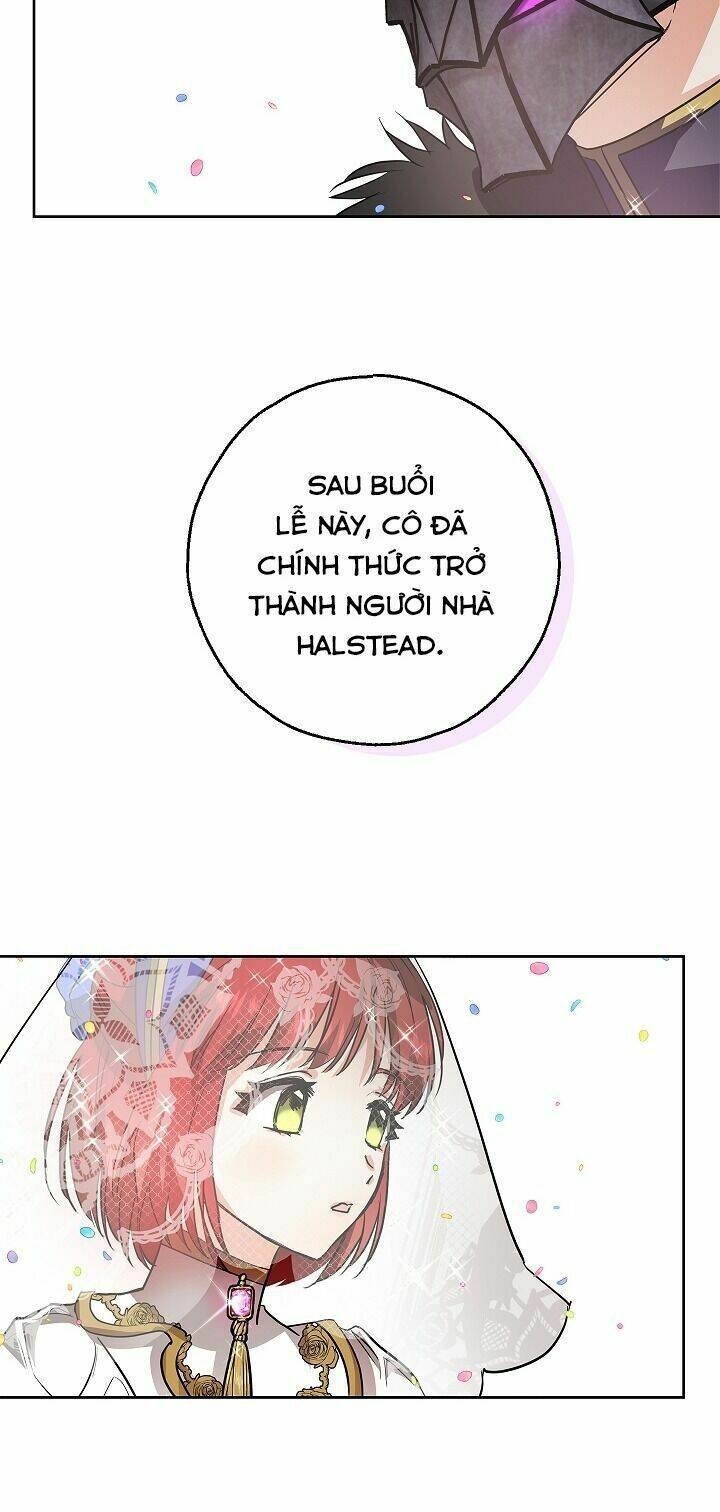 SAU BUỔI
LỄ NÀY, CÔ ĐÃ
CHÍNH THỨC TRỞ
THÀNH NGƯỜI NHÀ
HALSTEAD.